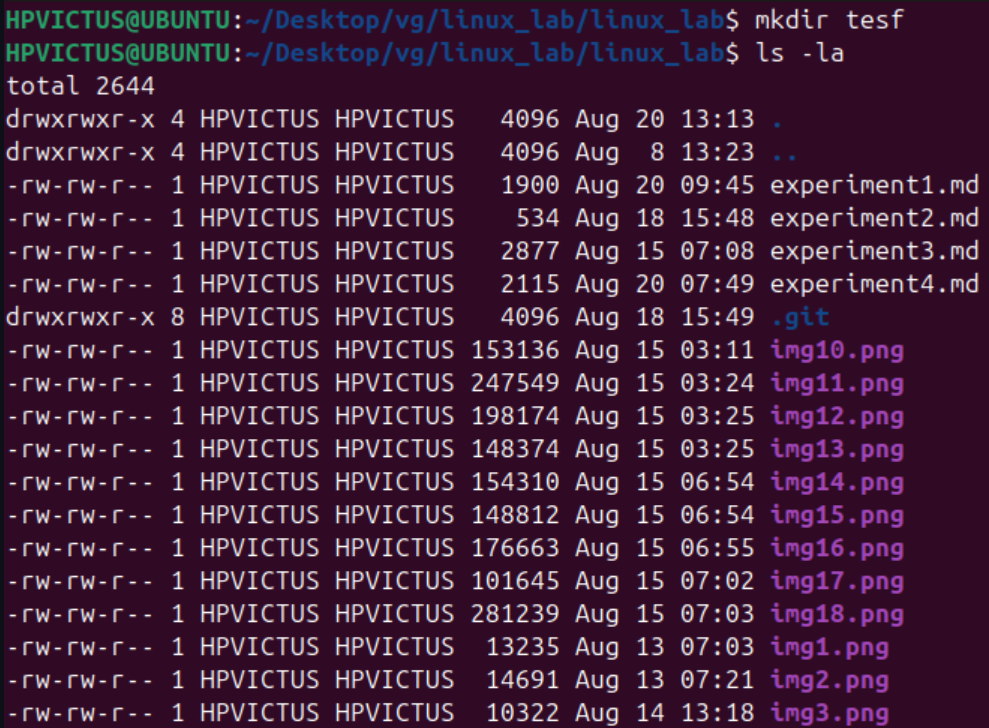 HPVICTUS@UBUNTU:~/Desktop/vg/linux_lab/linux_lab$ mkdir tesf
HPVICTUS@UBUNTU:~/Desktop/vg/linux_lab/linux_lab$ ls -la
total 2644
drwxrwxr-x 4 HPVICTUS HPVICTUS   4096 Aug 20 13:13 .
drwxrwxr-x 4 HPVICTUS HPVICTUS   4096 Aug  8 13:23 ..
-rw-rw-r-- 1 HPVICTUS HPVICTUS   1900 Aug 20 09:45 experiment1.md
-rw-rw-r-- 1 HPVICTUS HPVICTUS    534 Aug 18 15:48 experiment2.md
-rw-rw-r-- 1 HPVICTUS HPVICTUS   2877 Aug 15 07:08 experiment3.md
-rw-rw-r-- 1 HPVICTUS HPVICTUS   2115 Aug 20 07:49 experiment4.md
drwxrwxr-x 8 HPVICTUS HPVICTUS   4096 Aug 18 15:49 .git
-rw-rw-r-- 1 HPVICTUS HPVICTUS 153136 Aug 15 03:11 img10.png
-rw-rw-r-- 1 HPVICTUS HPVICTUS 247549 Aug 15 03:24 img11.png
-rw-rw-r-- 1 HPVICTUS HPVICTUS 198174 Aug 15 03:25 img12.png
-rw-rw-r-- 1 HPVICTUS HPVICTUS 148374 Aug 15 03:25 img13.png
-rw-rw-r-- 1 HPVICTUS HPVICTUS 154310 Aug 15 06:54 img14.png
-rw-rw-r-- 1 HPVICTUS HPVICTUS 148812 Aug 15 06:54 img15.png
-rw-rw-r-- 1 HPVICTUS HPVICTUS 176663 Aug 15 06:55 img16.png
-rw-rw-r-- 1 HPVICTUS HPVICTUS 101645 Aug 15 07:02 img17.png
-rw-rw-r-- 1 HPVICTUS HPVICTUS 281239 Aug 15 07:03 img18.png
-rw-rw-r-- 1 HPVICTUS HPVICTUS  13235 Aug 13 07:03 img1.png
-rw-rw-r-- 1 HPVICTUS HPVICTUS  14691 Aug 13 07:21 img2.png
-rw-rw-r-- 1 HPVICTUS HPVICTUS  10322 Aug 14 13:18 img3.png